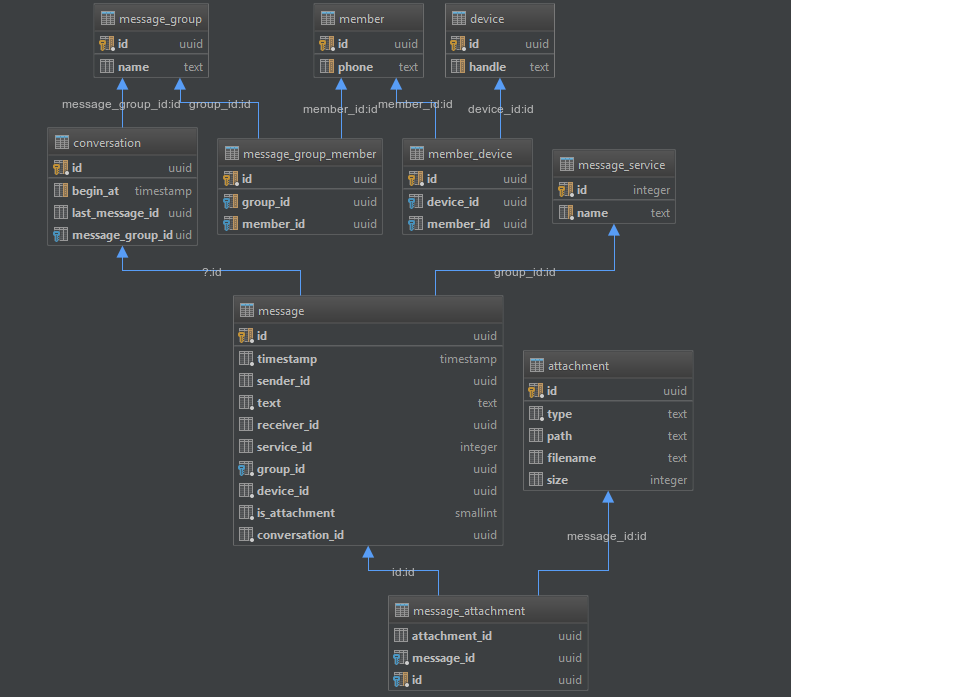 message_group
id uuid
name text
member
id uuid
phone text
device
id uuid
handle text
message_group_id:id
group_id:id
member_id:id
member_id:id
device_id:id
conversation
id uuid
begin_at timestamp
last_message_id uuid
message_group_id uid
message_group_member
id uuid
group_id uuid
member_id uuid
member_device
id uuid
device_id uuid
member_id uuid
message_service
id integer
name text
?:id
group_id:id
message
id uuid
timestamp timestamp
sender_id uuid
text text
receiver_id uuid
service_id integer
group_id uuid
device_id uuid
is_attachment smallint
conversation_id uuid
attachment
id uuid
type text
path text
filename text
size integer
message_id:id
id:id
message_attachment
attachment_id uuid
message_id uuid
id uuid